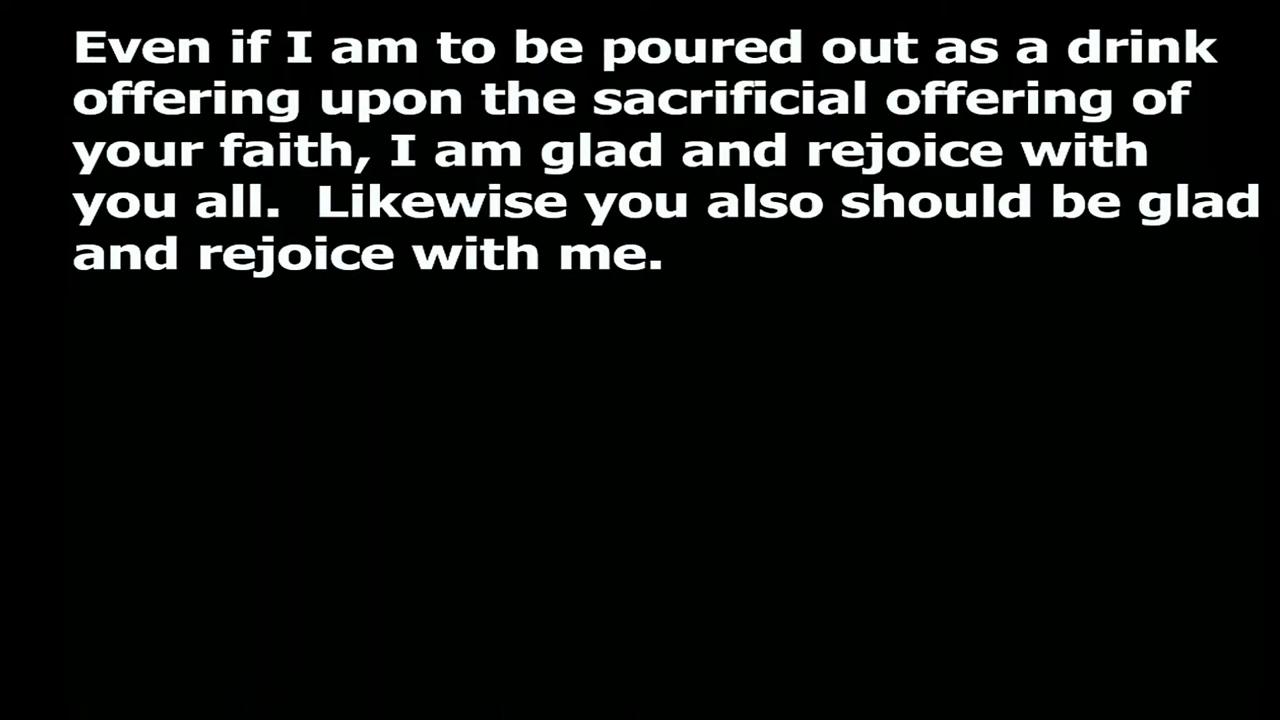 Even if I am to be poured out as a drink
offering upon the sacrificial offering of
your faith, I am glad and rejoice with
you all.  Likewise you also should be glad
and rejoice with me.